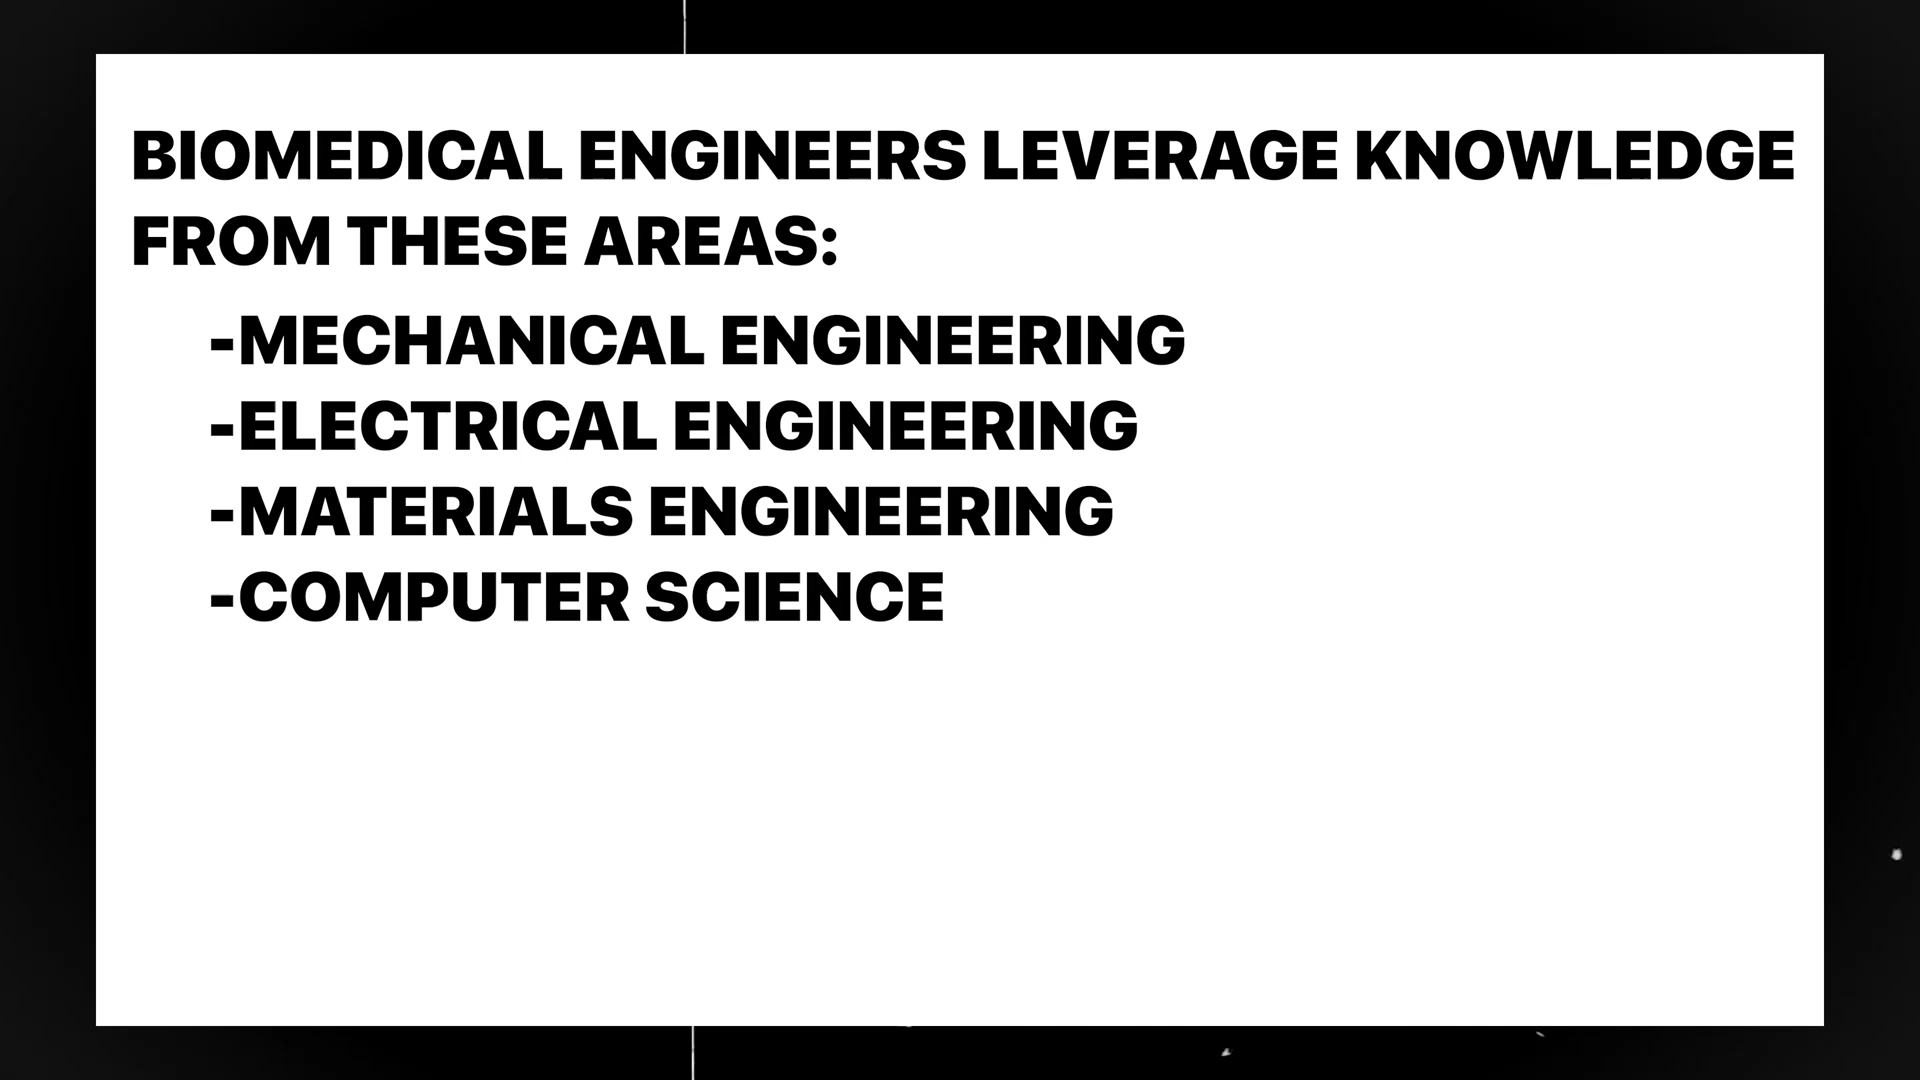 BIOMEDICAL ENGINEERS LEVERAGE KNOWLEDGE
FROM THESE AREAS:
-MECHANICAL ENGINEERING
-ELECTRICAL ENGINEERING
-MATERIALS ENGINEERING
-COMPUTER SCIENCE